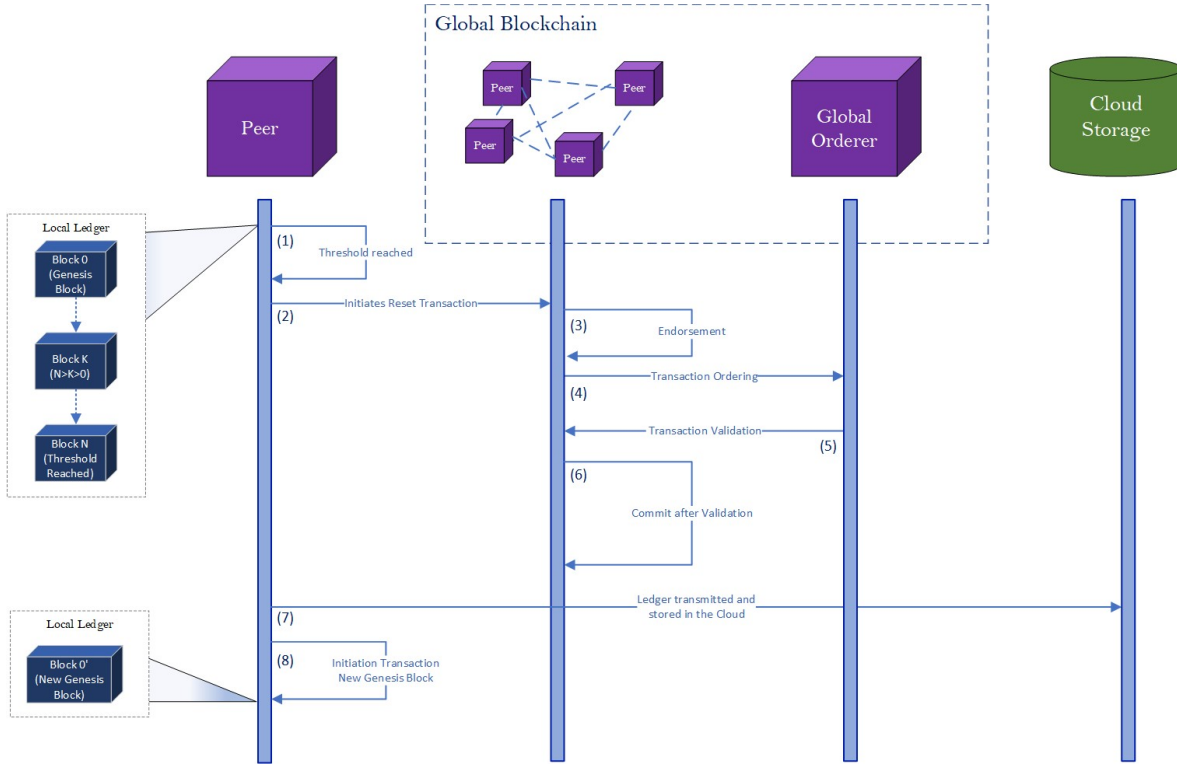 Global Blockchain
Peer
Peer
Peer
Peer
Peer
Global
Orderer
Cloud
Storage
Local Ledger
Block 0
(Genesis
Block)
Block K
(N>K>0)
Block N
(Threshold
Reached)
(1)
Threshold reached
Initiates Reset Transaction
(2)
(3)
Endorsement
Transaction Ordering
(4)
Transaction Validation
(5)
(6)
Commit after Validation
Ledger transmitted and
stored in the Cloud
(7)
Local Ledger
Block 0'
(New Genesis
Block)
(8)
Initiation Transaction
New Genesis Block